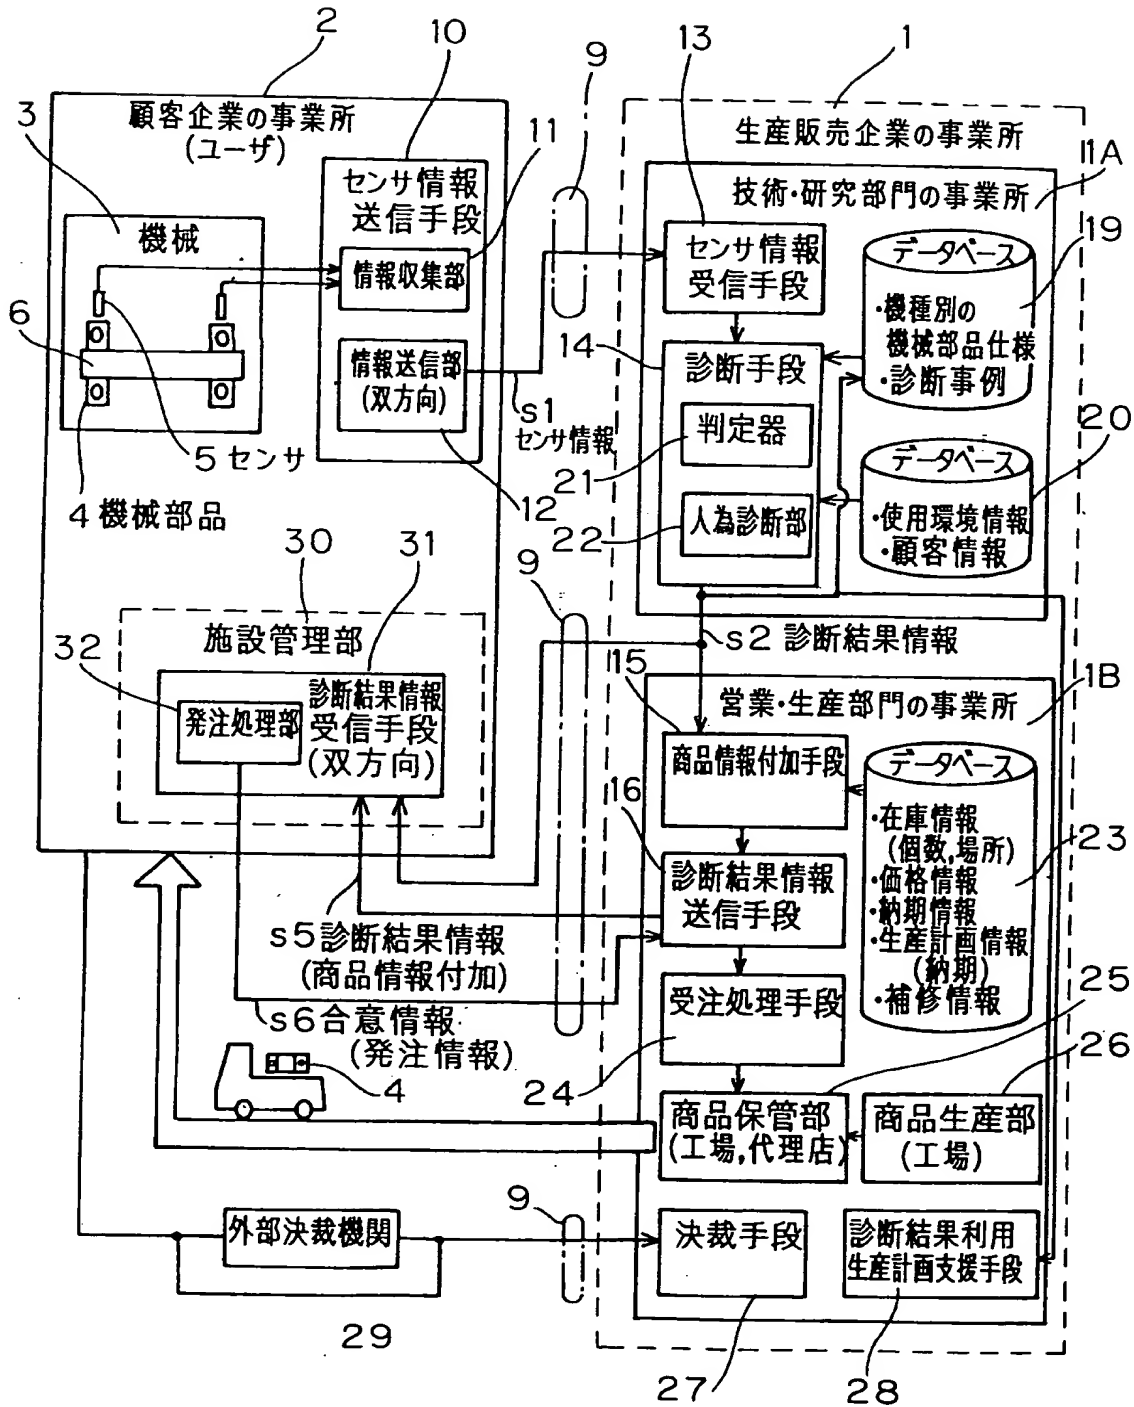 2
10
9
13
1
3
顧客企業の事業所
(ユーザ)
11
生産販売企業の事業所
1A
センサ情報
送信手段
技術・研究部門の事業所
機械
情報収集部
センサ情報
受信手段
データベース
19
・機種別の
機械部品仕様
・診断事例
6
14
診断手段
情報送信部
(双方向)
s1
センサ情報
判定器
21
20
5センサ
4機械部品
12
人為診断部
22
データベース
・使用環境情報
・顧客情報
30
31
9
施設管理部
32
s2 診断結果情報
診断結果情報
受信手段
(双方向)
発注処理部
15
1B
営業・生産部門の事業所
商品情報付加手段
データベース
・在庫情報
(個数,場所)
・価格情報
・納期情報
・生産計画情報
(納期)
・補修情報
23
16
診断結果情報
送信手段
s5診断結果情報
(商品情報付加)
s6合意情報
(発注情報)
受注処理手段
25
4
24
26
商品保管部
(工場,代理店)
商品生産部
(工場)
9
外部決裁機関
決裁手段
診断結果利用
生産計画支援手段
29
27
28